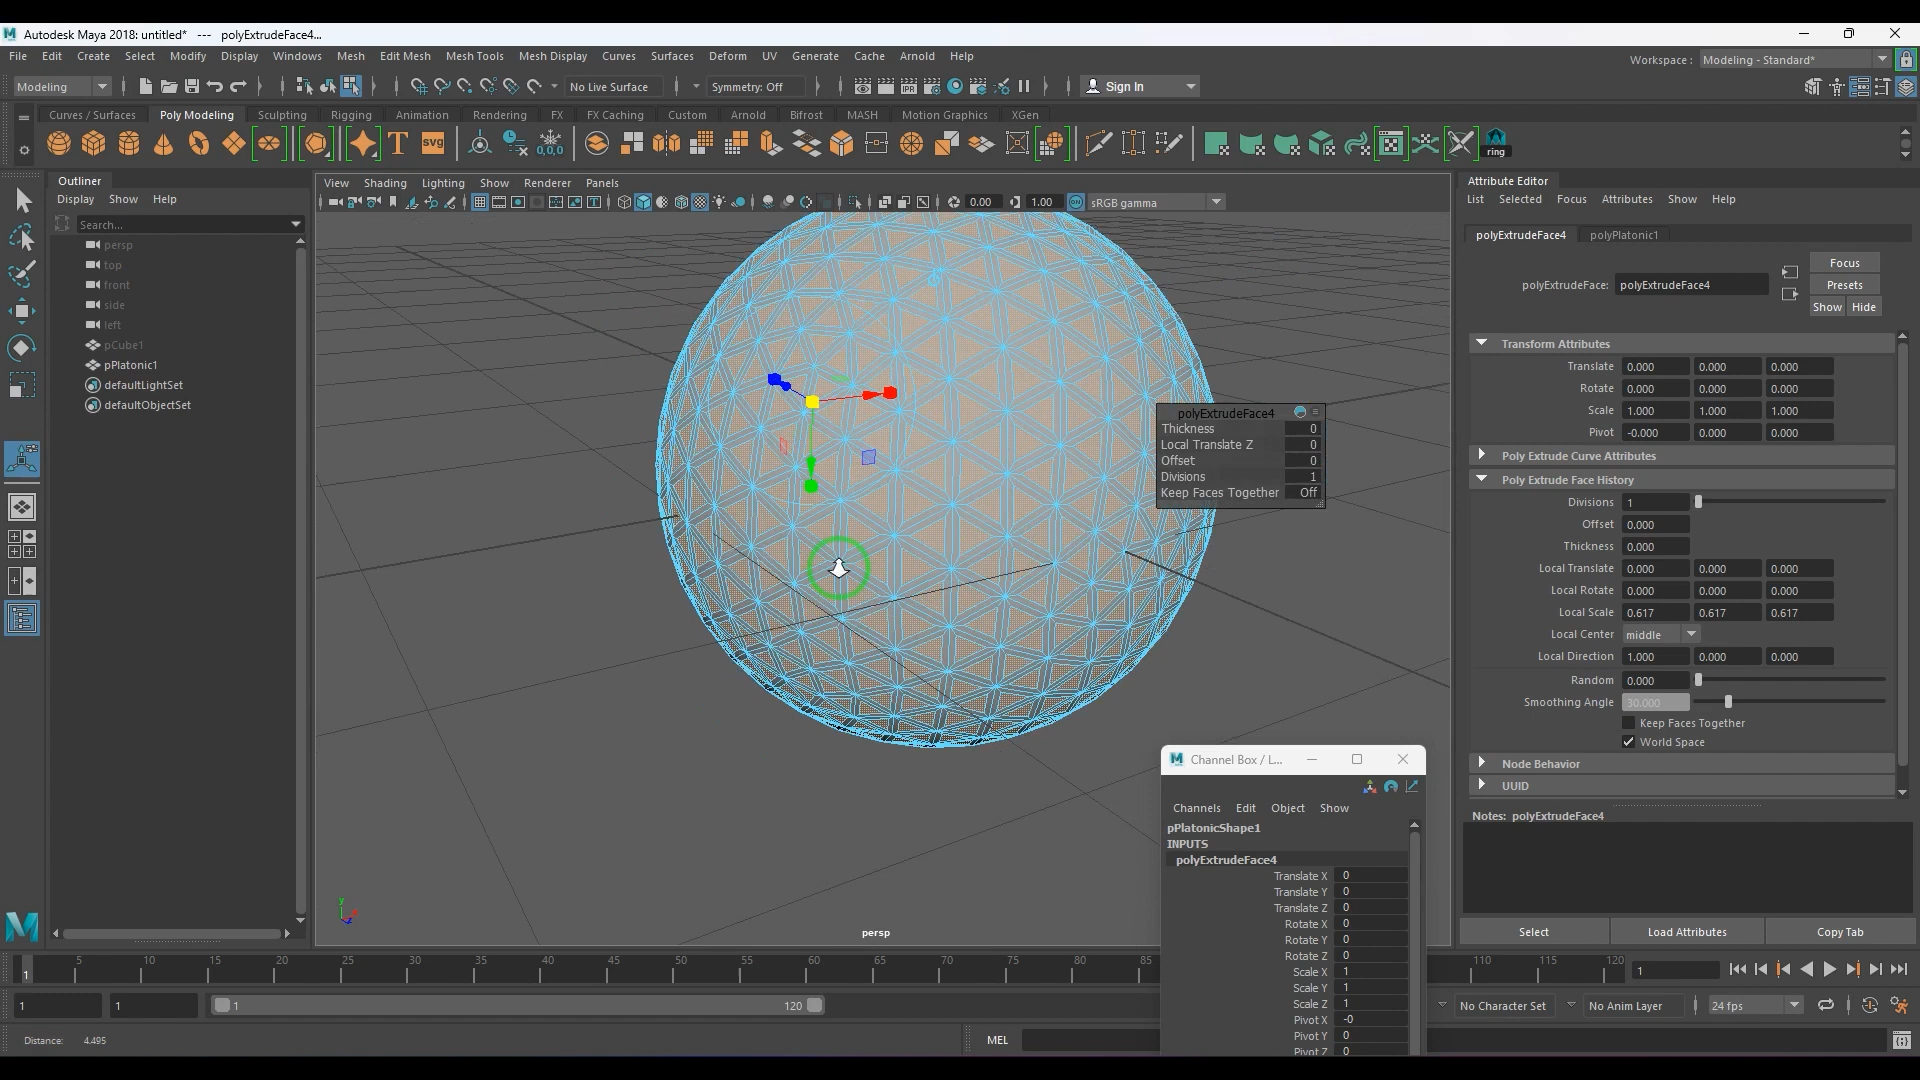 Autodesk Maya 2018: untitled*   ---   polyExtrudeFace4...
File Edit Create Select Modify Display Windows Mesh Edit Mesh Mesh Tools Mesh Display Curves Surfaces Deform UV Generate Cache Arnold Help
Workspace : Modeling - Standard*
Modeling No Live Surface Symmetry: Off Sign In
Curves / Surfaces Poly Modeling Sculpting Rigging Animation Rendering FX FX Caching Custom Arnold Bifrost MASH Motion Graphics XGen
ring
Outliner
Display Show Help
Search...
persp
top
front
side
left
pCube1
pPlatonic1
defaultLightSet
defaultObjectSet
View Shading Lighting Show Renderer Panels
0.00 1.00 sRGB gamma
polyExtrudeFace4
Thickness 0
Local Translate Z 0
Offset 0
Divisions 1
Keep Faces Together Off
persp
Attribute Editor
List Selected Focus Attributes Show Help
polyExtrudeFace4 polyPlatonic1
polyExtrudeFace: polyExtrudeFace4
Focus
Presets
Show Hide
Transform Attributes
Translate 0.000 0.000 0.000
Rotate 0.000 0.000 0.000
Scale 1.000 1.000 1.000
Pivot -0.000 0.000 0.000
Poly Extrude Curve Attributes
Poly Extrude Face History
Divisions 1
Offset 0.000
Thickness 0.000
Local Translate 0.000 0.000 0.000
Local Rotate 0.000 0.000 0.000
Local Scale 0.617 0.617 0.617
Local Center middle
Local Direction 1.000 0.000 0.000
Random 0.000
Smoothing Angle 30.000
Keep Faces Together
World Space
Node Behavior
UUID
Notes: polyExtrudeFace4
Select Load Attributes Copy Tab
Channel Box / L...
Channels Edit Object Show
pPlatonicShape1
INPUTS
polyExtrudeFace4
Translate X 0
Translate Y 0
Translate Z 0
Rotate X 0
Rotate Y 0
Rotate Z 0
Scale X 1
Scale Y 1
Scale Z 1
Pivot X -0
Pivot Y 0
Pivot Z 0
1 5 10 15 20 25 30 35 40 45 50 55 60 65 70 75 80 85 110 115 120 1
1 1 1 120 No Character Set No Anim Layer 24 fps
Distance: 4.495 MEL